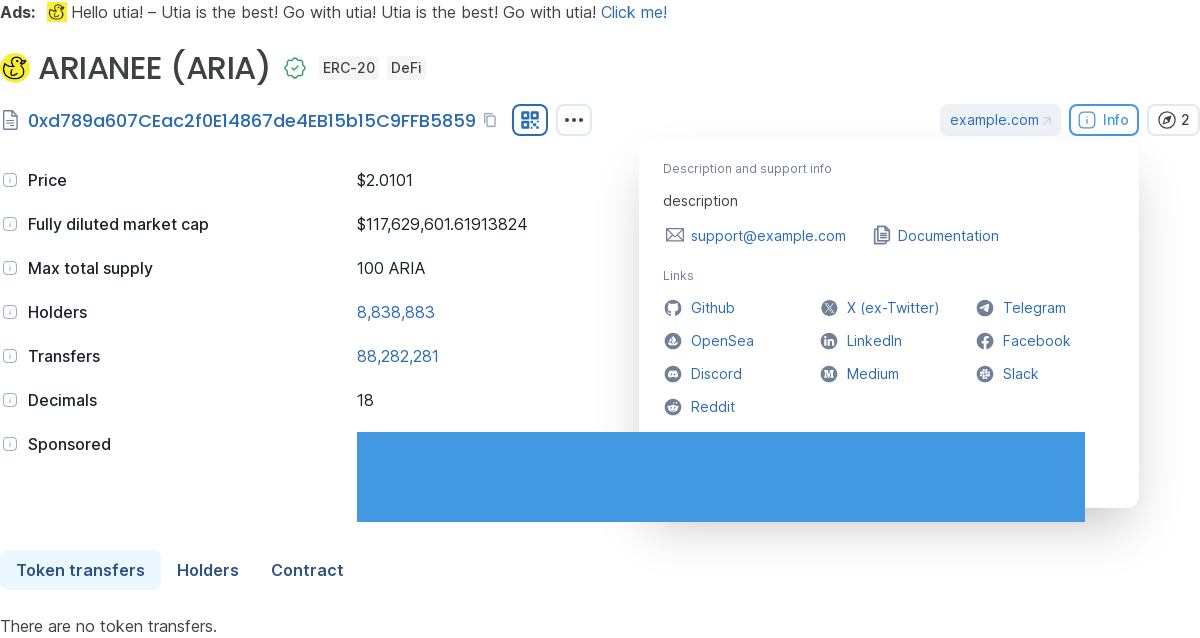 Ads: Hello utia! – Utia is the best! Go with utia! Utia is the best! Go with utia! Click me!
ARIANEE (ARIA) ERC-20 DeFi
0xd789a607CEac2f0E14867de4EB15b15C9FFB5859
example.com Info 2
Price $2.0101
Fully diluted market cap $117,629,601.61913824
Max total supply 100 ARIA
Holders 8,838,883
Transfers 88,282,281
Decimals 18
Sponsored
Description and support info
description
support@example.com Documentation
Links
Github X (ex-Twitter) Telegram
OpenSea LinkedIn Facebook
Discord Medium Slack
Reddit
Token transfers Holders Contract
There are no token transfers.